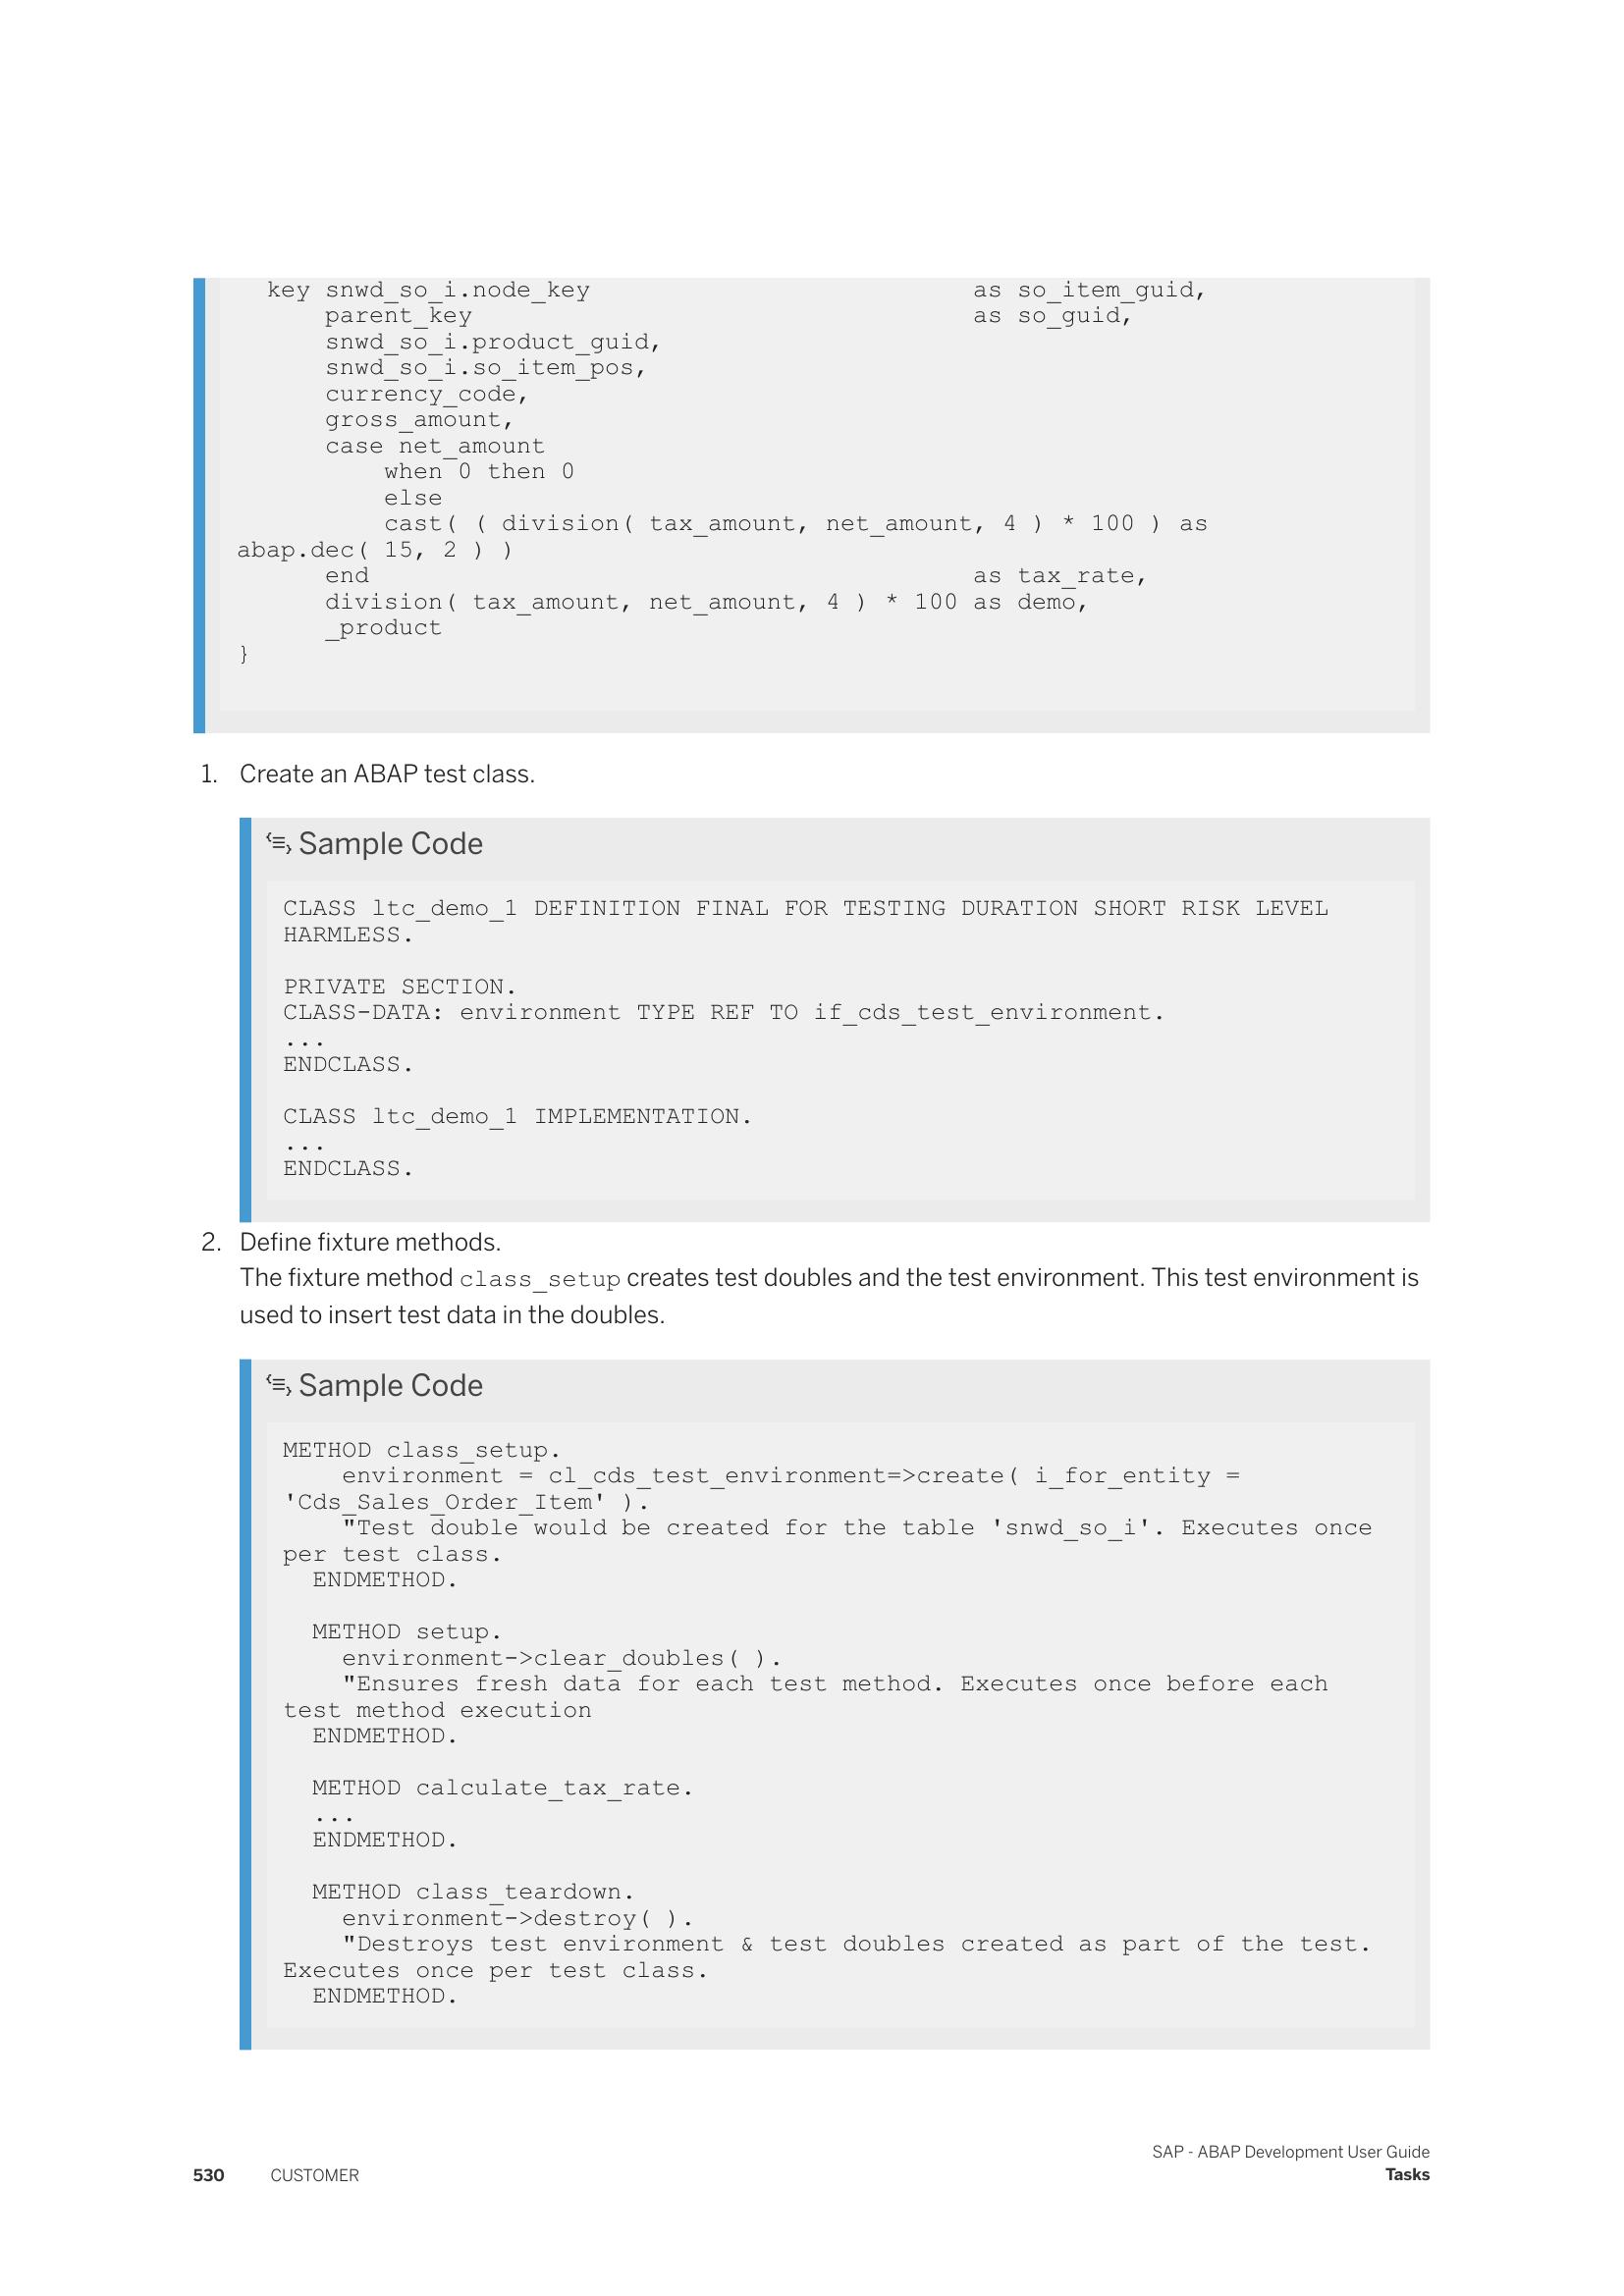 key snwd_so_i.node_key                          as so_item_guid,
parent_key                                  as so_guid,
snwd_so_i.product_guid,
snwd_so_i.so_item_pos,
currency_code,
gross_amount,
case net_amount
when 0 then 0
else
cast( ( division( tax_amount, net_amount, 4 ) * 100 ) as
abap.dec( 15, 2 ) )
end                                         as tax_rate,
division( tax_amount, net_amount, 4 ) * 100 as demo,
_product
}
1. Create an ABAP test class.
Sample Code
CLASS ltc_demo_1 DEFINITION FINAL FOR TESTING DURATION SHORT RISK LEVEL
HARMLESS.
PRIVATE SECTION.
CLASS-DATA: environment TYPE REF TO if_cds_test_environment.
...
ENDCLASS.
CLASS ltc_demo_1 IMPLEMENTATION.
...
ENDCLASS.
2. Define fixture methods.
The fixture method class_setup creates test doubles and the test environment. This test environment is
used to insert test data in the doubles.
Sample Code
METHOD class_setup.
environment = cl_cds_test_environment=>create( i_for_entity =
'Cds_Sales_Order_Item' ).
"Test double would be created for the table 'snwd_so_i'. Executes once
per test class.
ENDMETHOD.
METHOD setup.
environment->clear_doubles( ).
"Ensures fresh data for each test method. Executes once before each
test method execution
ENDMETHOD.
METHOD calculate_tax_rate.
...
ENDMETHOD.
METHOD class_teardown.
environment->destroy( ).
"Destroys test environment & test doubles created as part of the test.
Executes once per test class.
ENDMETHOD.
SAP - ABAP Development User Guide
530 CUSTOMER Tasks